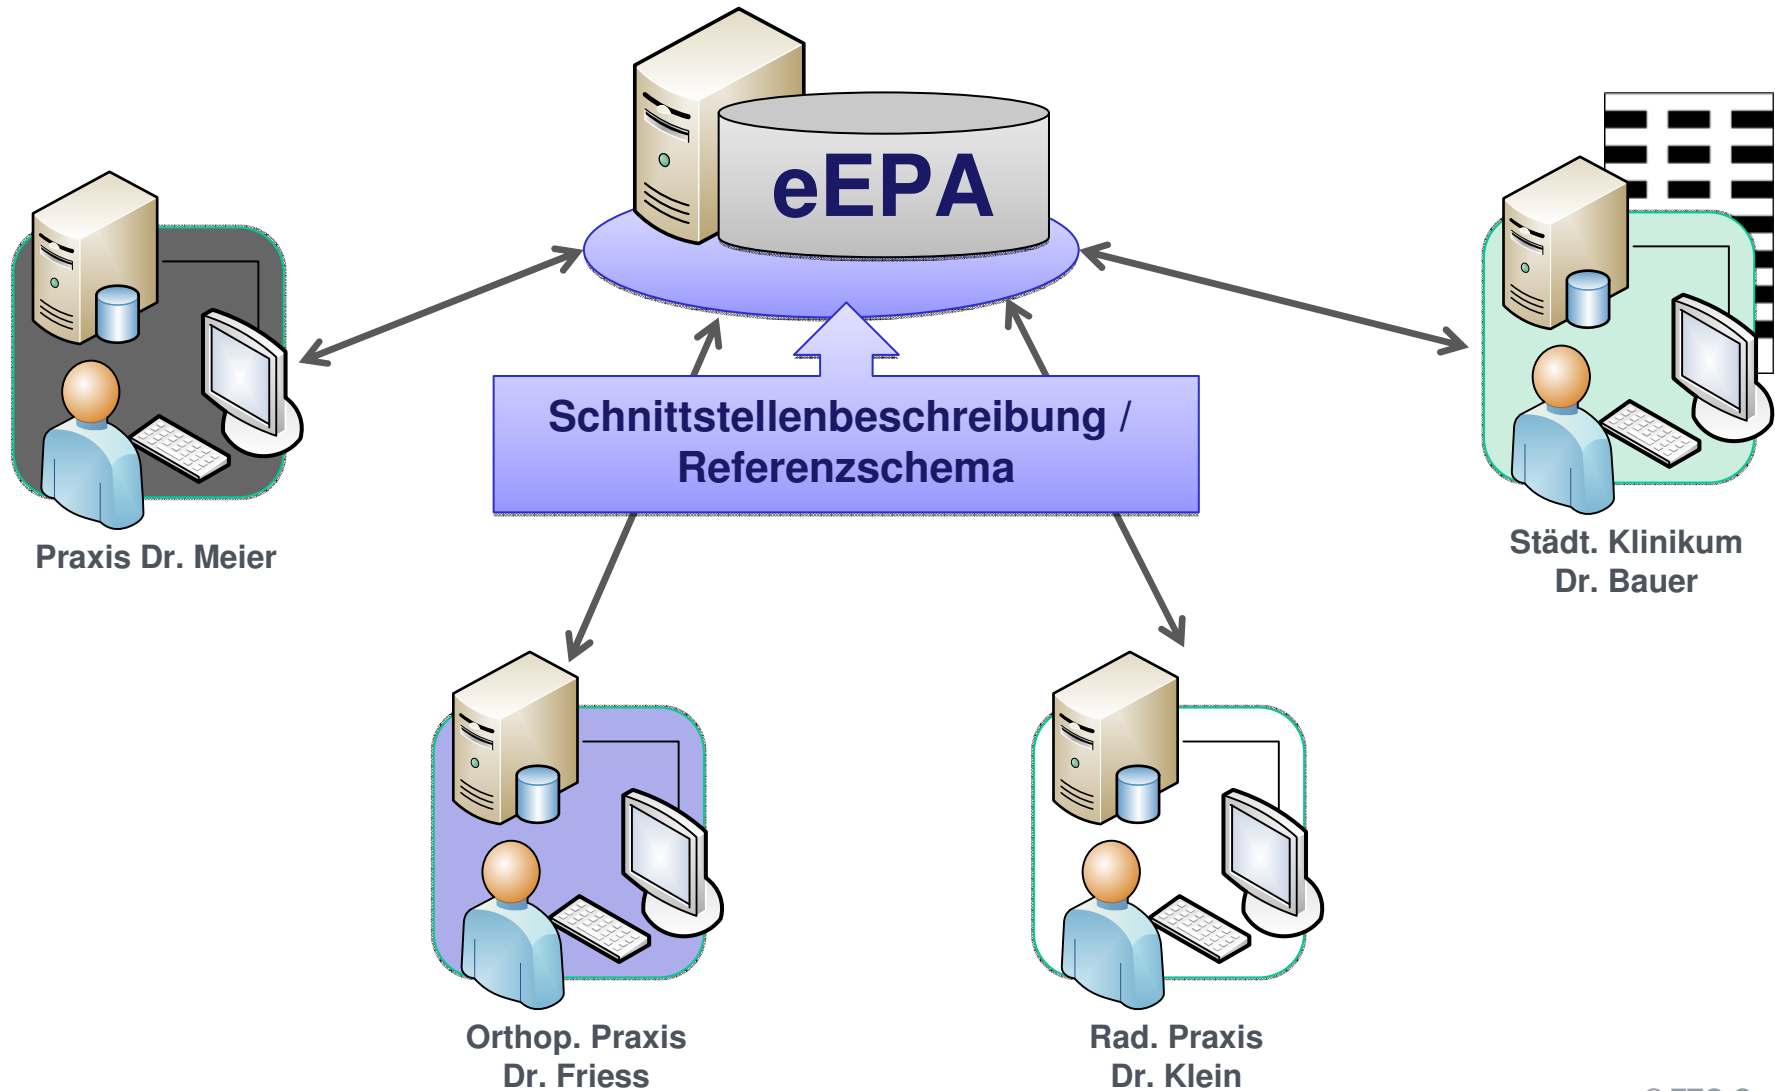 eEPA
Schnittstellenbeschreibung /
Referenzschema
Praxis Dr. Meier
Städt. Klinikum
Dr. Bauer
Orthop. Praxis
Dr. Friess
Rad. Praxis
Dr. Klein